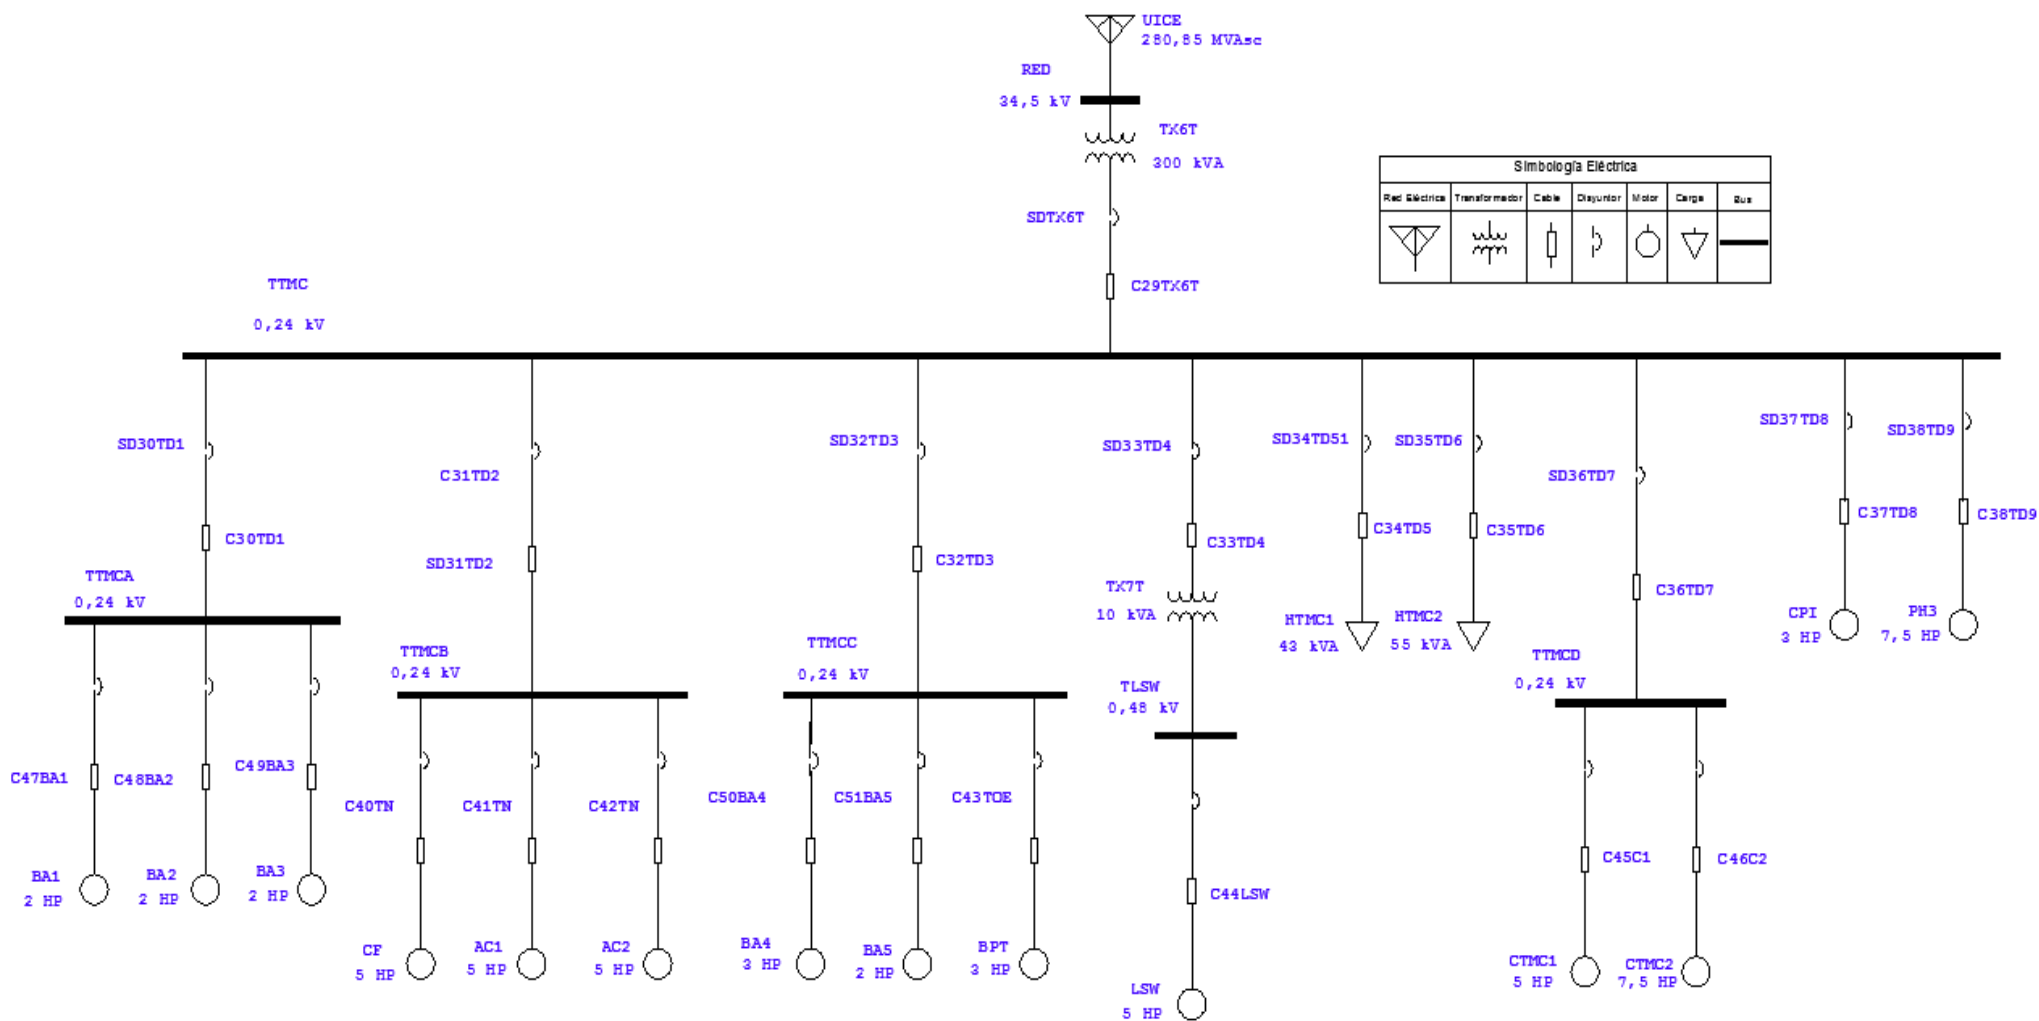 UICE
280,85 MVAsc
RED
34,5 kV
TX6T
300 kVA
Simbología Eléctrica
Red Eléctrica
Transformador
Cable
Disyuntor
Motor
Carga
Bus
SDTX6T
C29TX6T
TTMC
0,24 kV
SD30TD1
C31TD2
SD32TD3
SD33TD4
SD34TD51
SD35TD6
SD36TD7
SD37TD8
SD38TD9
C30TD1
SD31TD2
C32TD3
C33TD4
C34TD5
C35TD6
C36TD7
C37TD8
C38TD9
TTMCA
0,24 kV
TTMCB
0,24 kV
TTMCC
0,24 kV
TX7T
10 kVA
HTMC1
43 kVA
HTMC2
55 kVA
TTMCD
0,24 kV
CPI
3 HP
PH3
7,5 HP
TLSW
0,48 kV
C47BA1
C48BA2
C49BA3
C40TN
C41TN
C42TN
C50BA4
C51BA5
C43TOE
C44LSW
C45C1
C46C2
BA1
2 HP
BA2
2 HP
BA3
2 HP
CF
5 HP
AC1
5 HP
AC2
5 HP
BA4
3 HP
BA5
2 HP
BPT
3 HP
LSW
5 HP
CTMC1
5 HP
CTMC2
7,5 HP